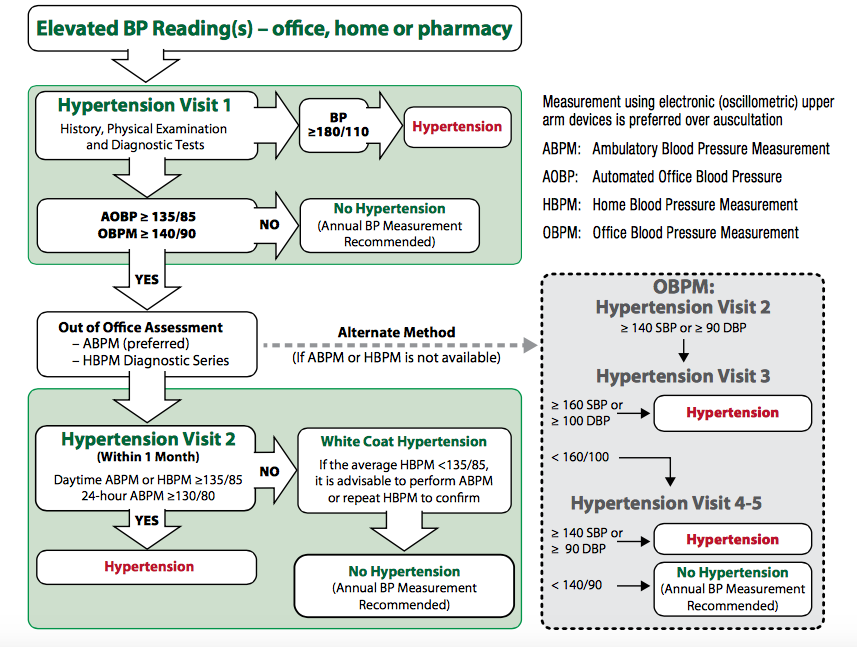 Elevated BP Reading(s) – office, home or pharmacy
Hypertension Visit 1
History, Physical Examination
and Diagnostic Tests
BP
≥180/110
Hypertension
AOBP ≥ 135/85
OBPM ≥ 140/90
NO
No Hypertension
(Annual BP Measurement
Recommended)
YES
Out of Office Assessment
– ABPM (preferred)
– HBPM Diagnostic Series
Alternate Method
(If ABPM or HBPM is not available)
Hypertension Visit 2
(Within 1 Month)
Daytime ABPM or HBPM ≥135/85
24-hour ABPM ≥130/80
NO
White Coat Hypertension
If the average HBPM <135/85,
it is advisable to perform ABPM
or repeat HBPM to confirm
YES
Hypertension
No Hypertension
(Annual BP Measurement
Recommended)
Measurement using electronic (oscillometric) upper
arm devices is preferred over auscultation
ABPM: Ambulatory Blood Pressure Measurement
AOBP: Automated Office Blood Pressure
HBPM: Home Blood Pressure Measurement
OBPM: Office Blood Pressure Measurement
OBPM:
Hypertension Visit 2
≥ 140 SBP or ≥ 90 DBP
Hypertension Visit 3
≥ 160 SBP or
≥ 100 DBP
Hypertension
< 160/100
Hypertension Visit 4-5
≥ 140 SBP or
≥ 90 DBP
Hypertension
< 140/90
No Hypertension
(Annual BP Measurement
Recommended)